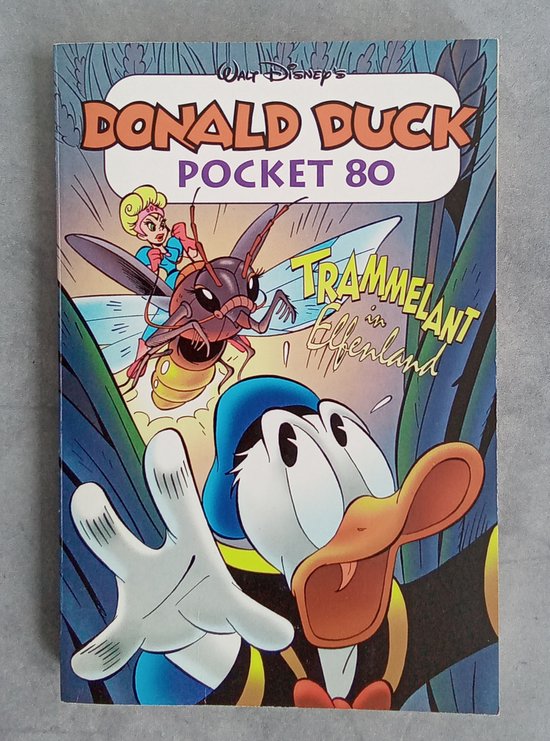 Walt Disney's
DONALD DUCK
POCKET 80
TRAMMELANT
in
Elfenland